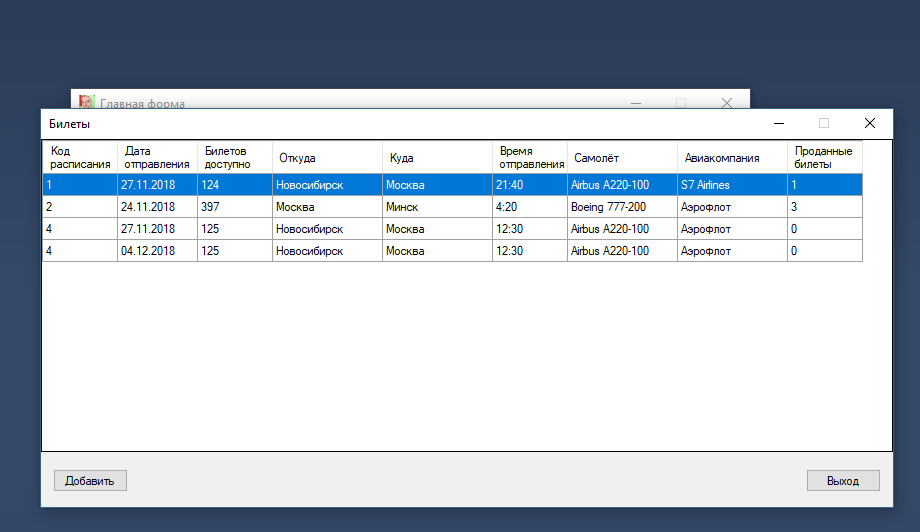 Главная форма
Билеты
Код расписания Дата отправления Билетов доступно Откуда Куда Время отправления Самолёт Авиакомпания Проданные билеты
1 27.11.2018 124 Новосибирск Москва 21:40 Airbus A220-100 S7 Airlines 1
2 24.11.2018 397 Москва Минск 4:20 Boeing 777-200 Аэрофлот 3
4 27.11.2018 125 Новосибирск Москва 12:30 Airbus A220-100 Аэрофлот 0
4 04.12.2018 125 Новосибирск Москва 12:30 Airbus A220-100 Аэрофлот 0
Добавить Выход